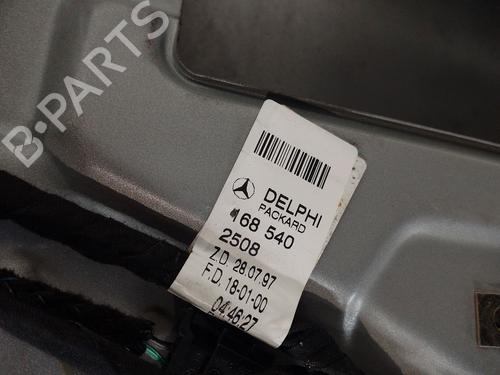 B-PARTS
DELPHI
PACKARD
168 540
2508
Z.D. 28.07.97
F.D. 18-01-00
04:46:27